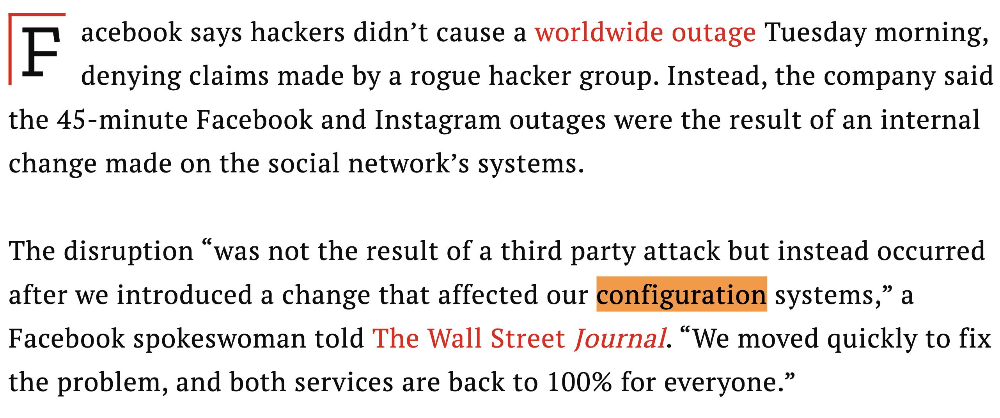 Facebook says hackers didn’t cause a worldwide outage Tuesday morning,
denying claims made by a rogue hacker group. Instead, the company said
the 45-minute Facebook and Instagram outages were the result of an internal
change made on the social network’s systems.
The disruption “was not the result of a third party attack but instead occurred
after we introduced a change that affected our configuration systems,” a
Facebook spokeswoman told The Wall Street Journal. “We moved quickly to fix
the problem, and both services are back to 100% for everyone.”